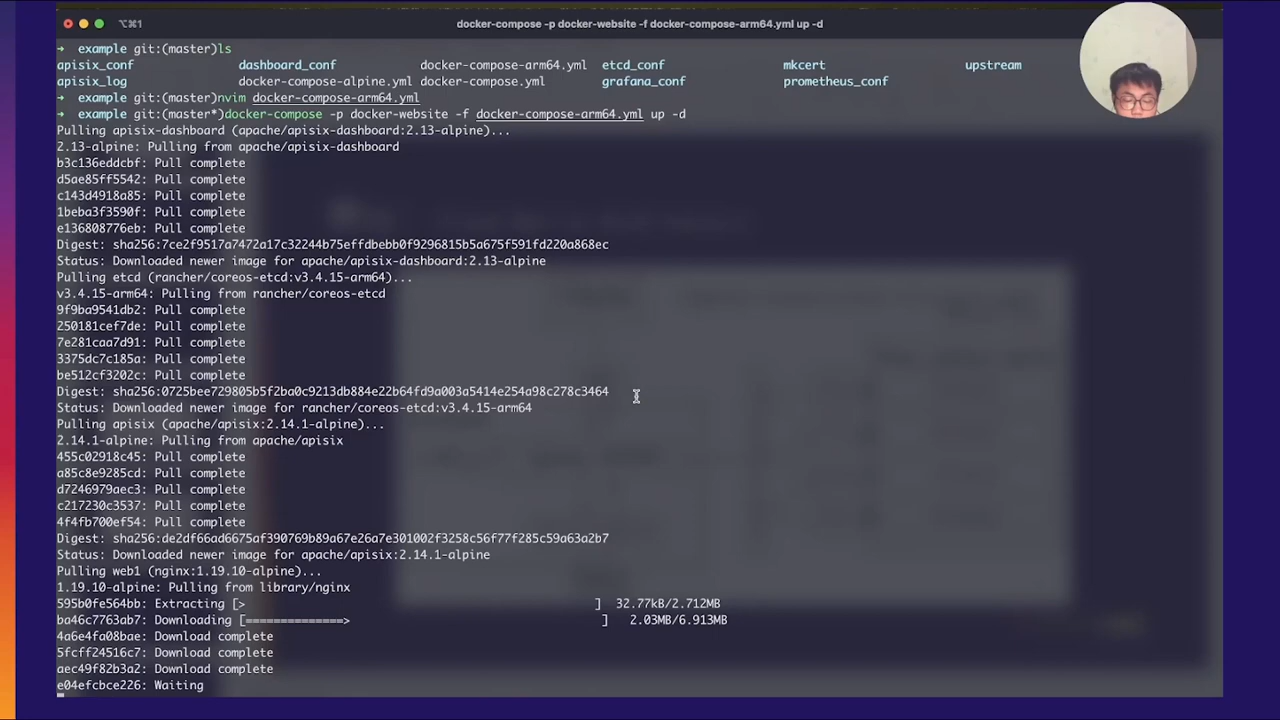 ⌥⌘1
docker-compose -p docker-website -f docker-compose-arm64.yml up -d
➜ example git:(master)ls
apisix_conf dashboard_conf docker-compose-arm64.yml etcd_conf mkcert upstream
apisix_log docker-compose-alpine.yml docker-compose.yml grafana_conf prometheus_conf
➜ example git:(master)nvim docker-compose-arm64.yml
➜ example git:(master*)docker-compose -p docker-website -f docker-compose-arm64.yml up -d
Pulling apisix-dashboard (apache/apisix-dashboard:2.13-alpine)...
2.13-alpine: Pulling from apache/apisix-dashboard
b3c136eddcbf: Pull complete
d5ae85ff5542: Pull complete
c143d4918a85: Pull complete
1beba3f3590f: Pull complete
e136808776eb: Pull complete
Digest: sha256:7ce2f9517a7472a17c32244b75effdbebb0f9296815b5a675f591fd220a868ec
Status: Downloaded newer image for apache/apisix-dashboard:2.13-alpine
Pulling etcd (rancher/coreos-etcd:v3.4.15-arm64)...
v3.4.15-arm64: Pulling from rancher/coreos-etcd
9f9ba9541db2: Pull complete
250181cef7de: Pull complete
7e281caa7d91: Pull complete
3375dc7c185a: Pull complete
be512cf3202c: Pull complete
Digest: sha256:0725bee729805b5f2ba0c9213db884e22b64fd9a003a5414e254a98c278c3464
Status: Downloaded newer image for rancher/coreos-etcd:v3.4.15-arm64
Pulling apisix (apache/apisix:2.14.1-alpine)...
2.14.1-alpine: Pulling from apache/apisix
455c02918c45: Pull complete
a85c8e9285cd: Pull complete
d7246979aec3: Pull complete
c217230c3537: Pull complete
4f4fb700ef54: Pull complete
Digest: sha256:de2df66ad6675af390769b89a67e26a7e301002f3258c56f77f285c59a63a2b7
Status: Downloaded newer image for apache/apisix:2.14.1-alpine
Pulling web1 (nginx:1.19.10-alpine)...
1.19.10-alpine: Pulling from library/nginx
595b0fe564bb: Extracting [> ] 32.77kB/2.712MB
ba46c7763ab7: Downloading [==============> ] 2.03MB/6.913MB
4a6e4fa08bae: Download complete
5fcff24516c7: Download complete
aec49f82b3a2: Download complete
e04efcbce226: Waiting